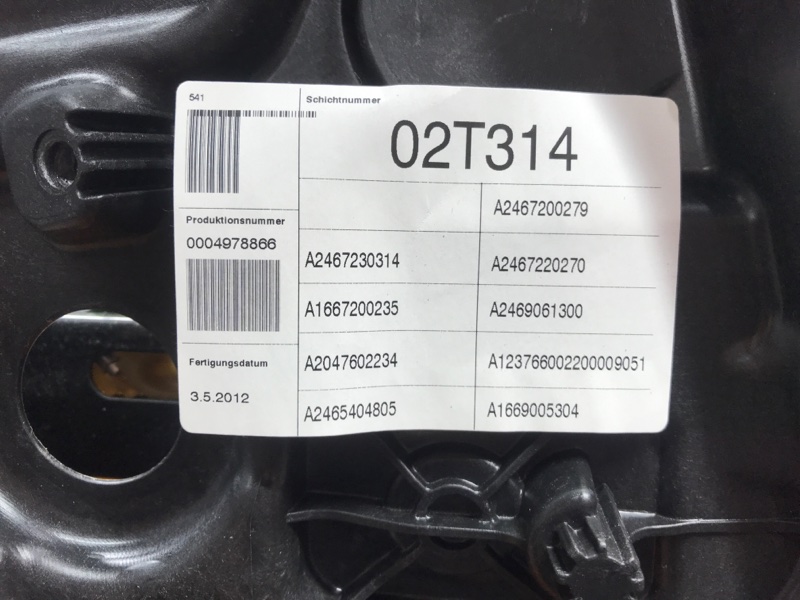 541
Schichtnummer
02T314
A2467200279
Produktionsnummer
0004978866
A2467230314 A2467220270
A1667200235 A2469061300
Fertigungsdatum
A2047602234 A123766002200009051
3.5.2012
A2465404805 A1669005304